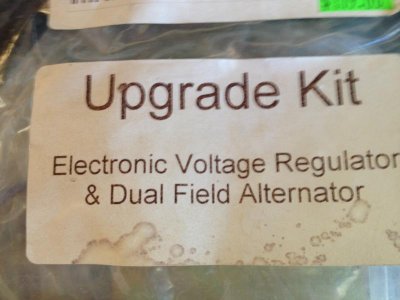 Upgrade Kit
Electronic Voltage Regulator
& Dual Field Alternator